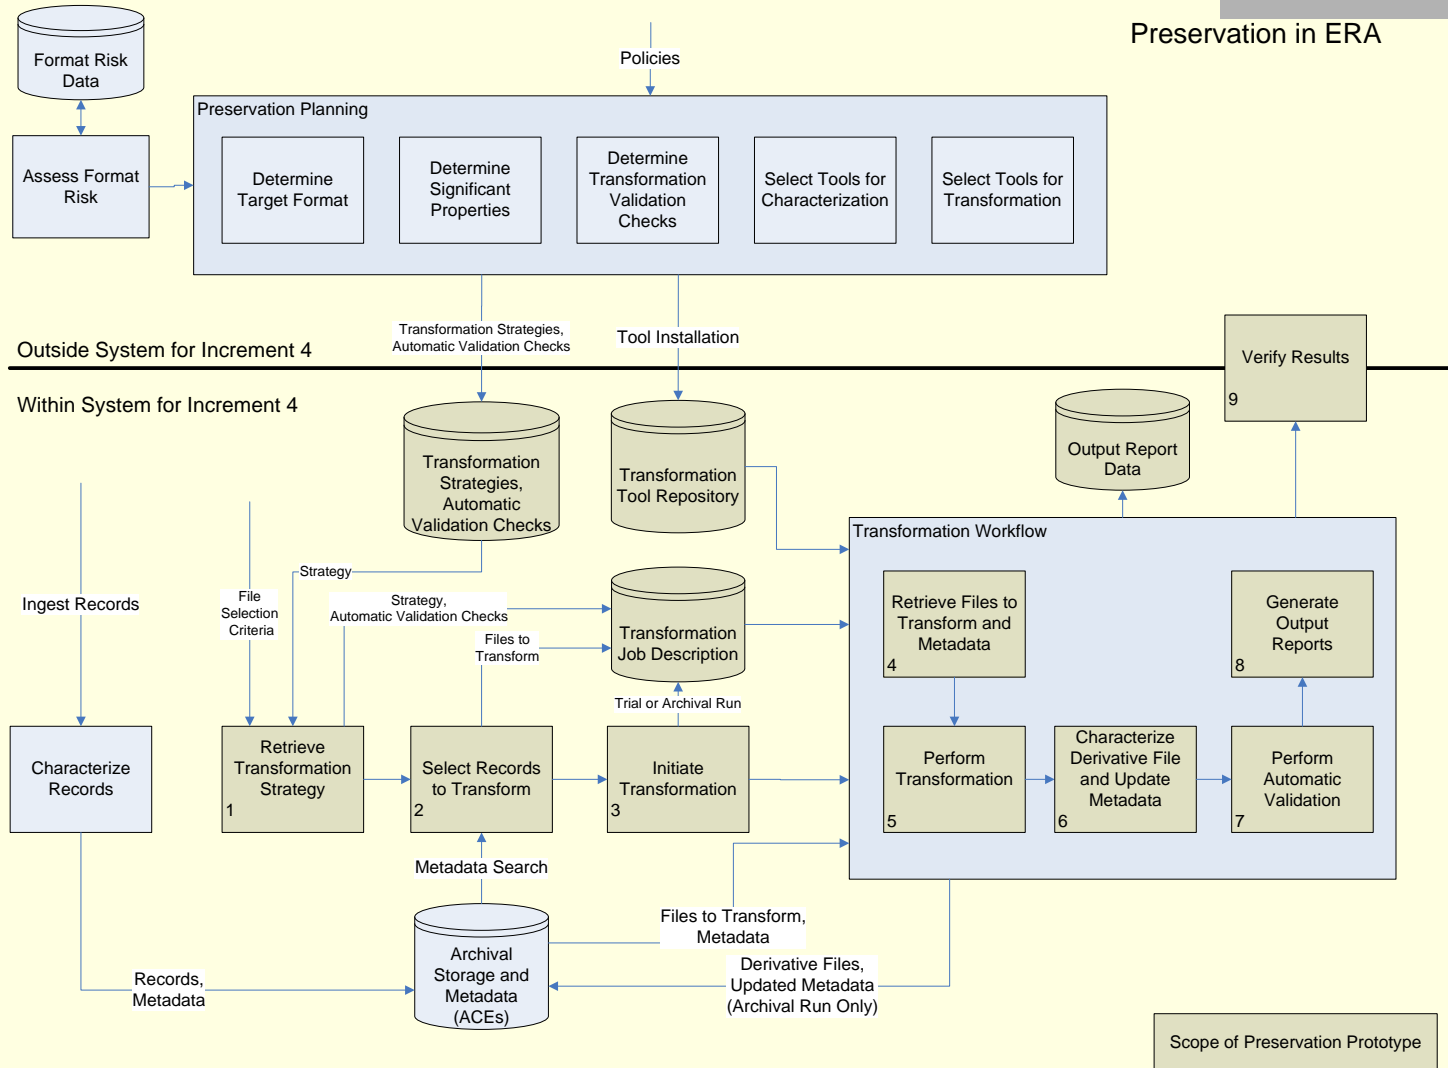 Preservation in ERA
Format Risk
Data
Policies
Preservation Planning
Assess Format
Risk
Determine
Target Format
Determine
Significant
Properties
Determine
Transformation
Validation
Checks
Select Tools for
Characterization
Select Tools for
Transformation
Transformation Strategies,
Automatic Validation Checks
Tool Installation
Outside System for Increment 4
Within System for Increment 4
Verify Results
9
Transformation
Strategies,
Automatic
Validation Checks
Transformation
Tool Repository
Output Report
Data
Transformation Workflow
Strategy
Ingest Records
File
Selection
Criteria
Strategy,
Automatic Validation Checks
Files to
Transform
Transformation
Job Description
Trial or Archival Run
Retrieve Files to
Transform and
Metadata
4
Generate
Output
Reports
8
Characterize
Records
Retrieve
Transformation
Strategy
1
Select Records
to Transform
2
Initiate
Transformation
3
Perform
Transformation
5
Characterize
Derivative File
and Update
Metadata
6
Perform
Automatic
Validation
7
Metadata Search
Files to Transform,
Metadata
Archival
Storage and
Metadata
(ACEs)
Records,
Metadata
Derivative Files,
Updated Metadata
(Archival Run Only)
Scope of Preservation Prototype